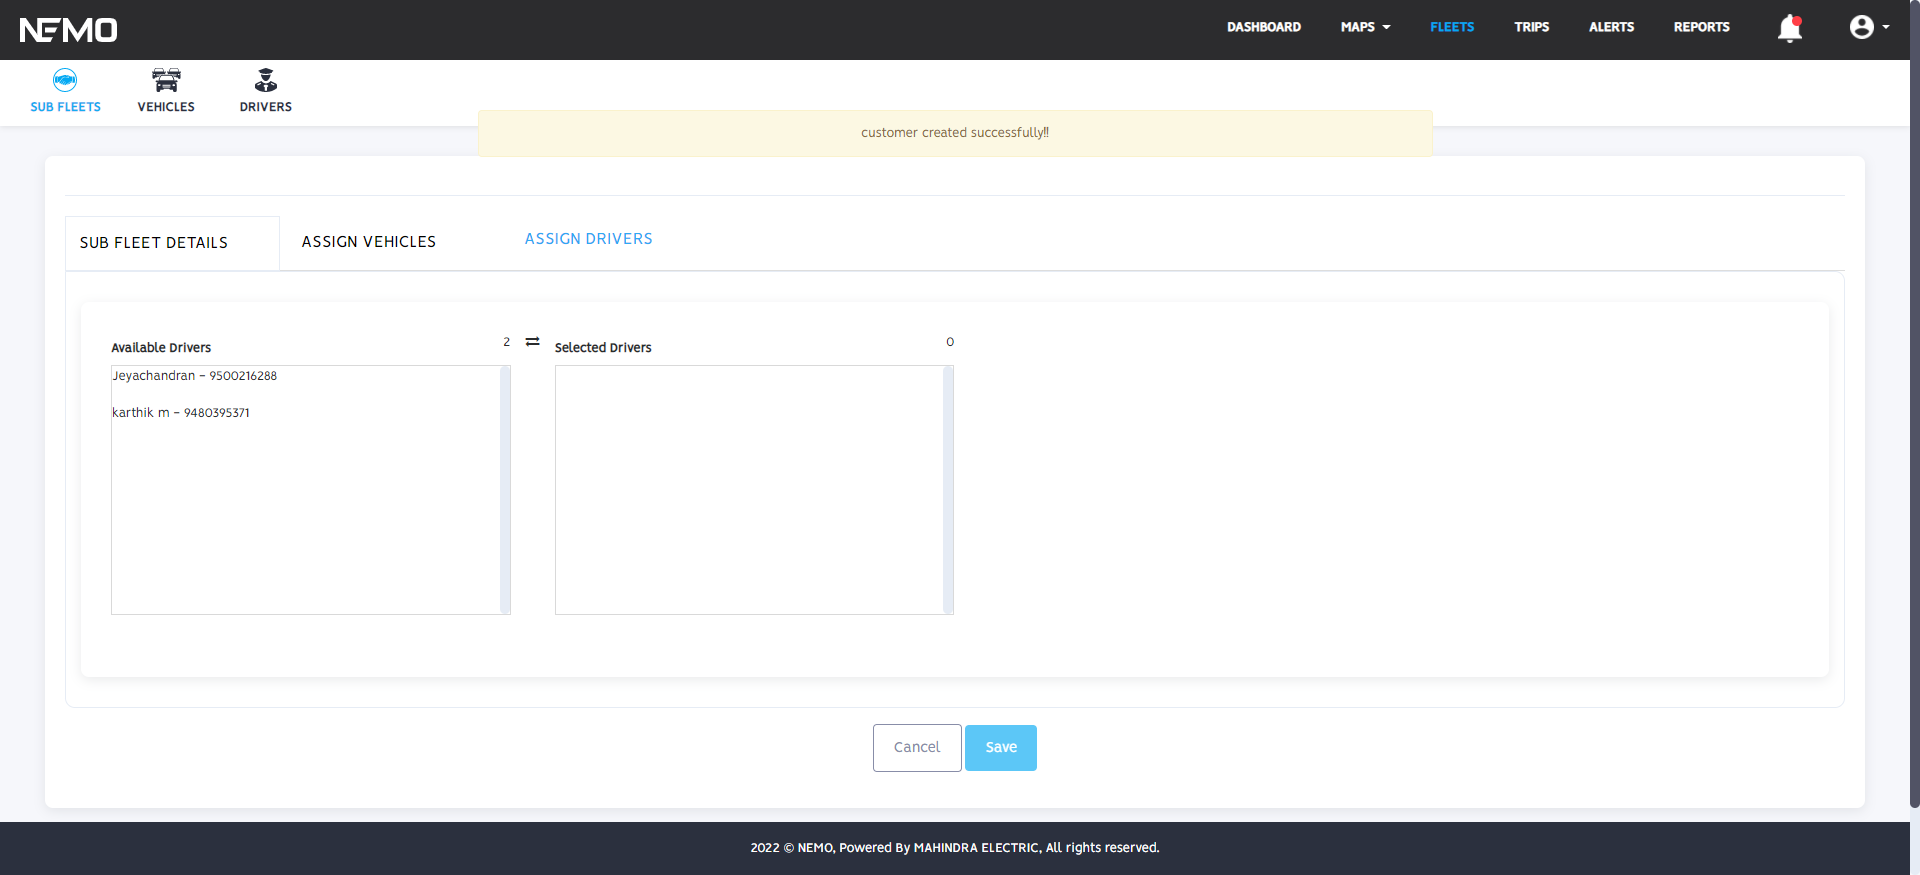 NEMO
DASHBOARD
MAPS
FLEETS
TRIPS
ALERTS
REPORTS
SUB FLEETS
VEHICLES
DRIVERS
customer created successfully!!
SUB FLEET DETAILS
ASSIGN VEHICLES
ASSIGN DRIVERS
Available Drivers
2
Selected Drivers
0
Jeyachandran - 9500216288
karthik m - 9480395371
Cancel
Save
2022 © NEMO, Powered By MAHINDRA ELECTRIC, All rights reserved.